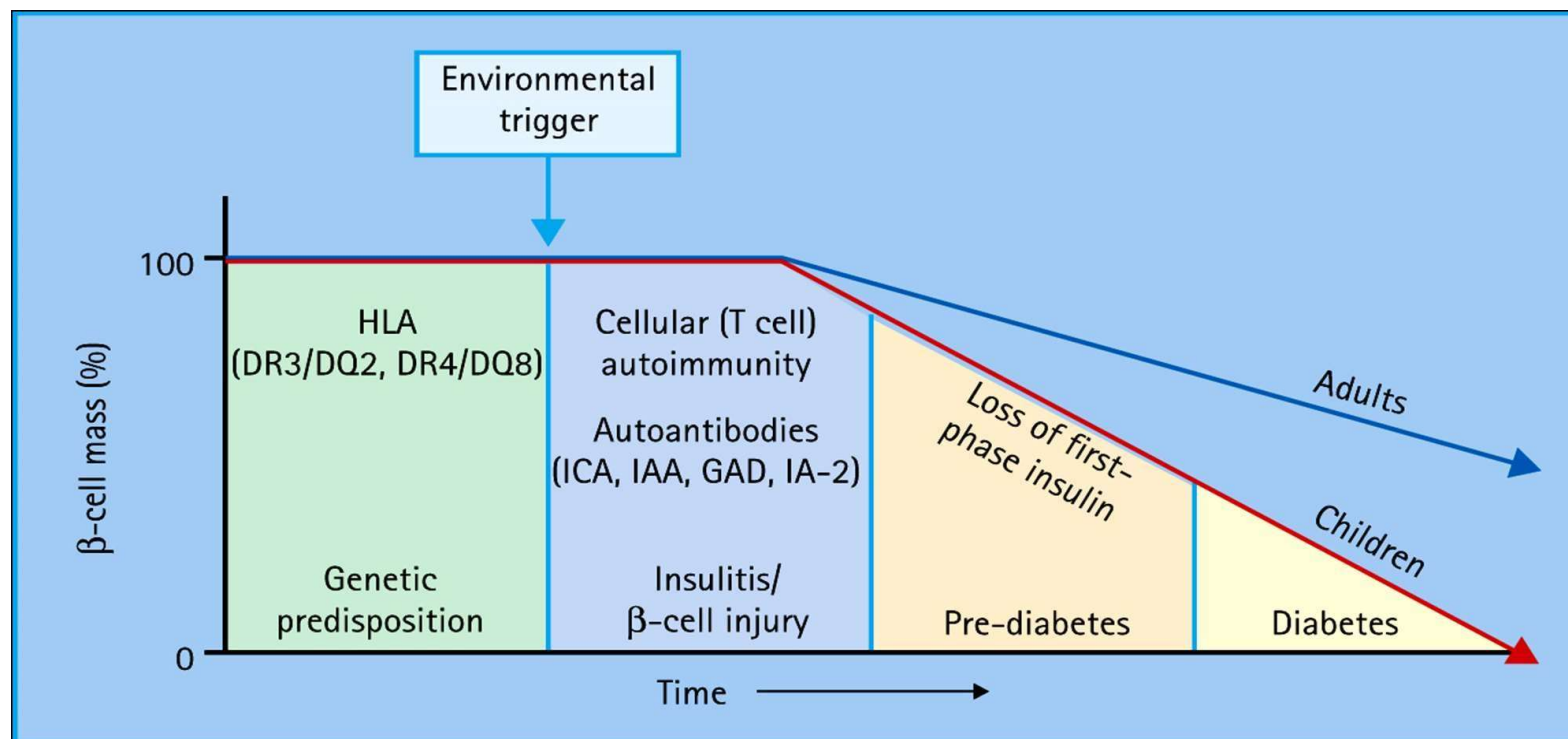 Environmental
trigger
β-cell mass (%)
100
0
HLA
(DR3/DQ2, DR4/DQ8)
Genetic
predisposition
Cellular (T cell)
autoimmunity
Autoantibodies
(ICA, IAA, GAD, IA-2)
Insulitis/
β-cell injury
Loss of first-
phase insulin
Pre-diabetes
Adults
Children
Diabetes
Time